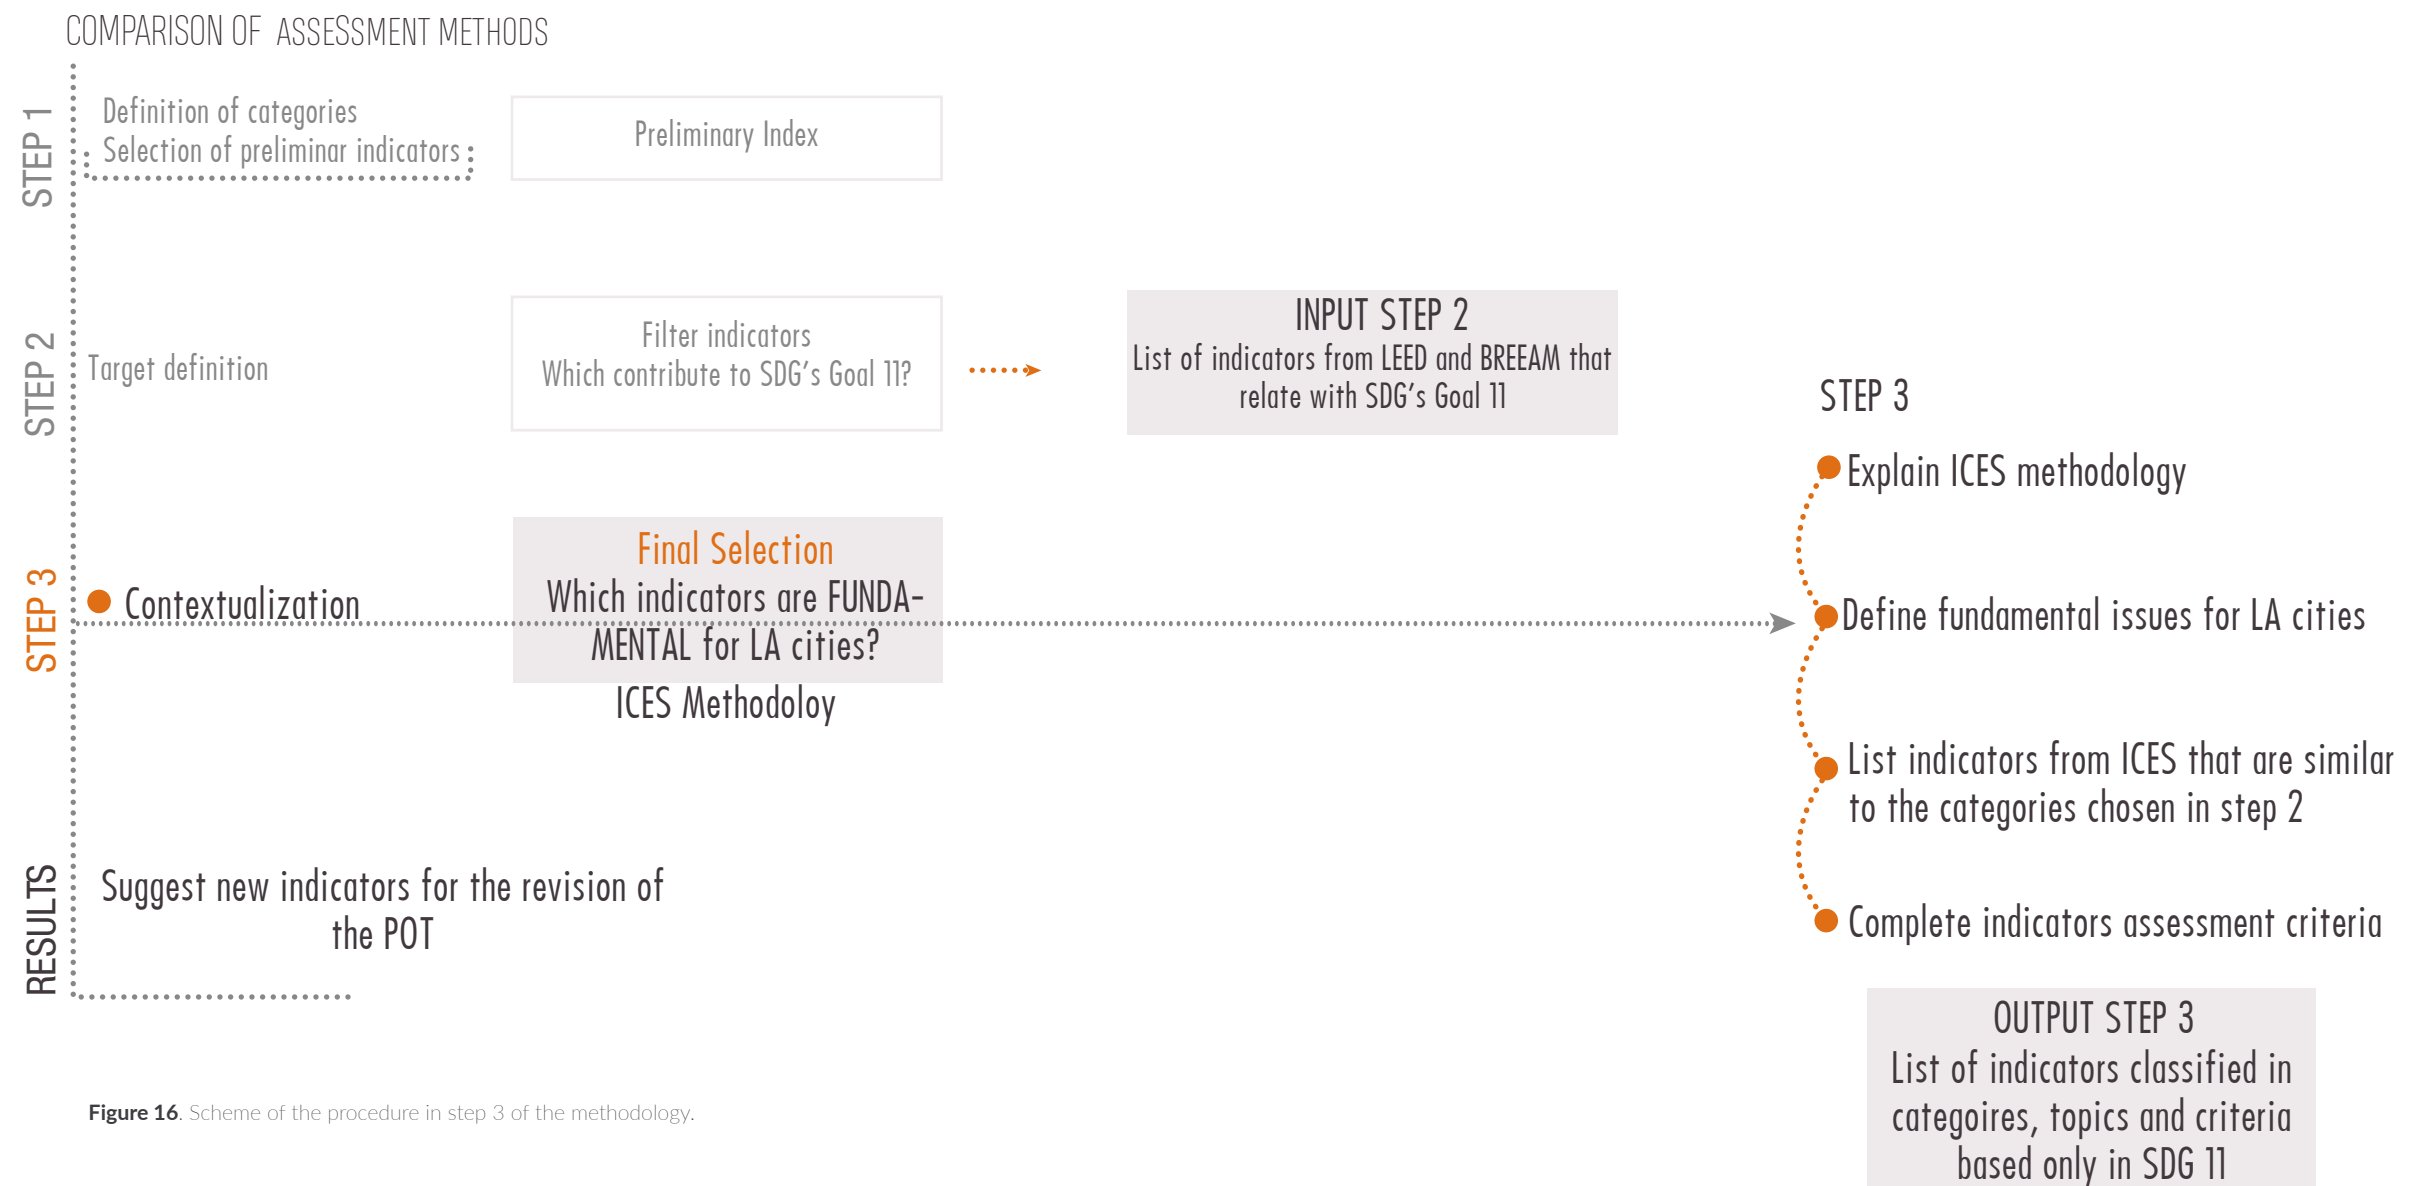 COMPARISON OF ASSESSMENT METHODS
STEP 1
Definition of categories
Selection of preliminar indicators
Preliminary Index
STEP 2
Target definition
Filter indicators
Which contribute to SDG's Goal 11?
INPUT STEP 2
List of indicators from LEED and BREEAM that
relate with SDG's Goal 11
STEP 3
Contextualization
Final Selection
Which indicators are FUNDA-
MENTAL for LA cities?
ICES Methodoloy
STEP 3
Explain ICES methodology
Define fundamental issues for LA cities
List indicators from ICES that are similar
to the categories chosen in step 2
Complete indicators assessment criteria
RESULTS
Suggest new indicators for the revision of
the POT
OUTPUT STEP 3
List of indicators classified in
categoires, topics and criteria
based only in SDG 11
Figure 16. Scheme of the procedure in step 3 of the methodology.